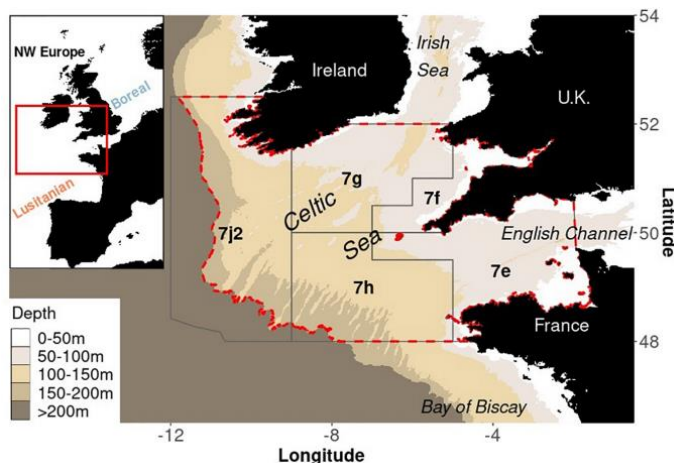 NW Europe
Boreal
Lusitanian
Ireland
Irish
Sea
U.K.
7g
7f
Celtic
Sea
7j2
7h
7e
English Channel
France
Bay of Biscay
Depth
0-50m
50-100m
100-150m
150-200m
>200m
54
52
50
48
Latitude
-12
-8
-4
Longitude